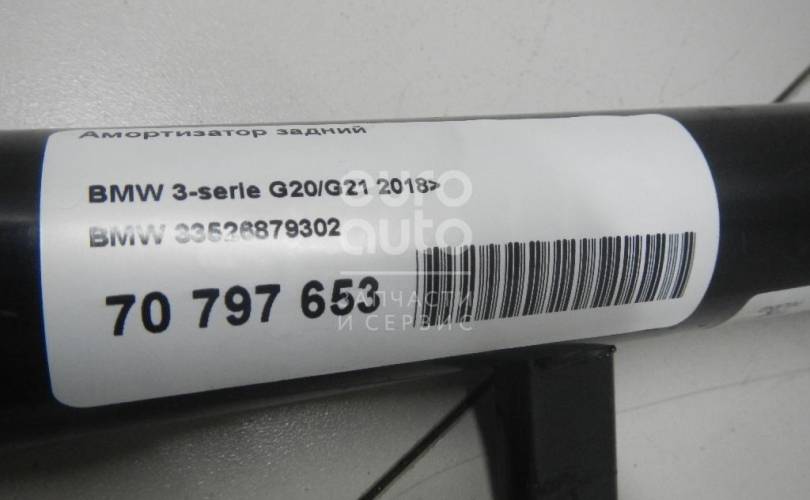 Амортизатор задний
BMW 3-serie G20/G21 2018>
BMW 33526879302
70 797 653
euro
auto
ЗАПЧАСТИ
И СЕРВИС